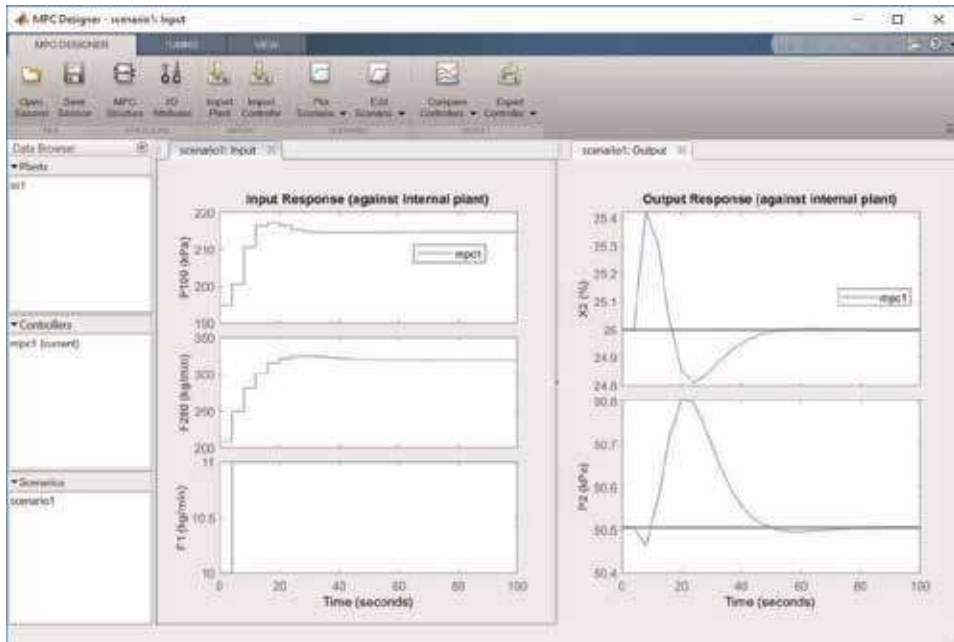 MPC Designer - scenario1: Input
MPC DESIGNER
TUNING
VIEW
Open Session
Save Session
MPC Structure
I/O Attributes
Import Plant
Import Controller
Plot Scenario
Edit Scenario
Compare Controllers
Export Controller
Data Browser
scenario1: Input
scenario1: Output
Plants
Input Response (against internal plant)
220
210
200
190
P100 (kPa)
mpc1
350
300
250
200
F200 (kg/min)
11
10.5
10
F1 (kg/min)
0
20
40
60
80
100
Time (seconds)
Output Response (against internal plant)
25.4
25.3
25.2
25.1
25
24.9
24.8
X2 (%)
mpc1
50.8
50.7
50.6
50.5
50.4
P2 (kPa)
0
20
40
60
80
100
Time (seconds)
Controllers
mpc1 (current)
Scenarios
scenario1